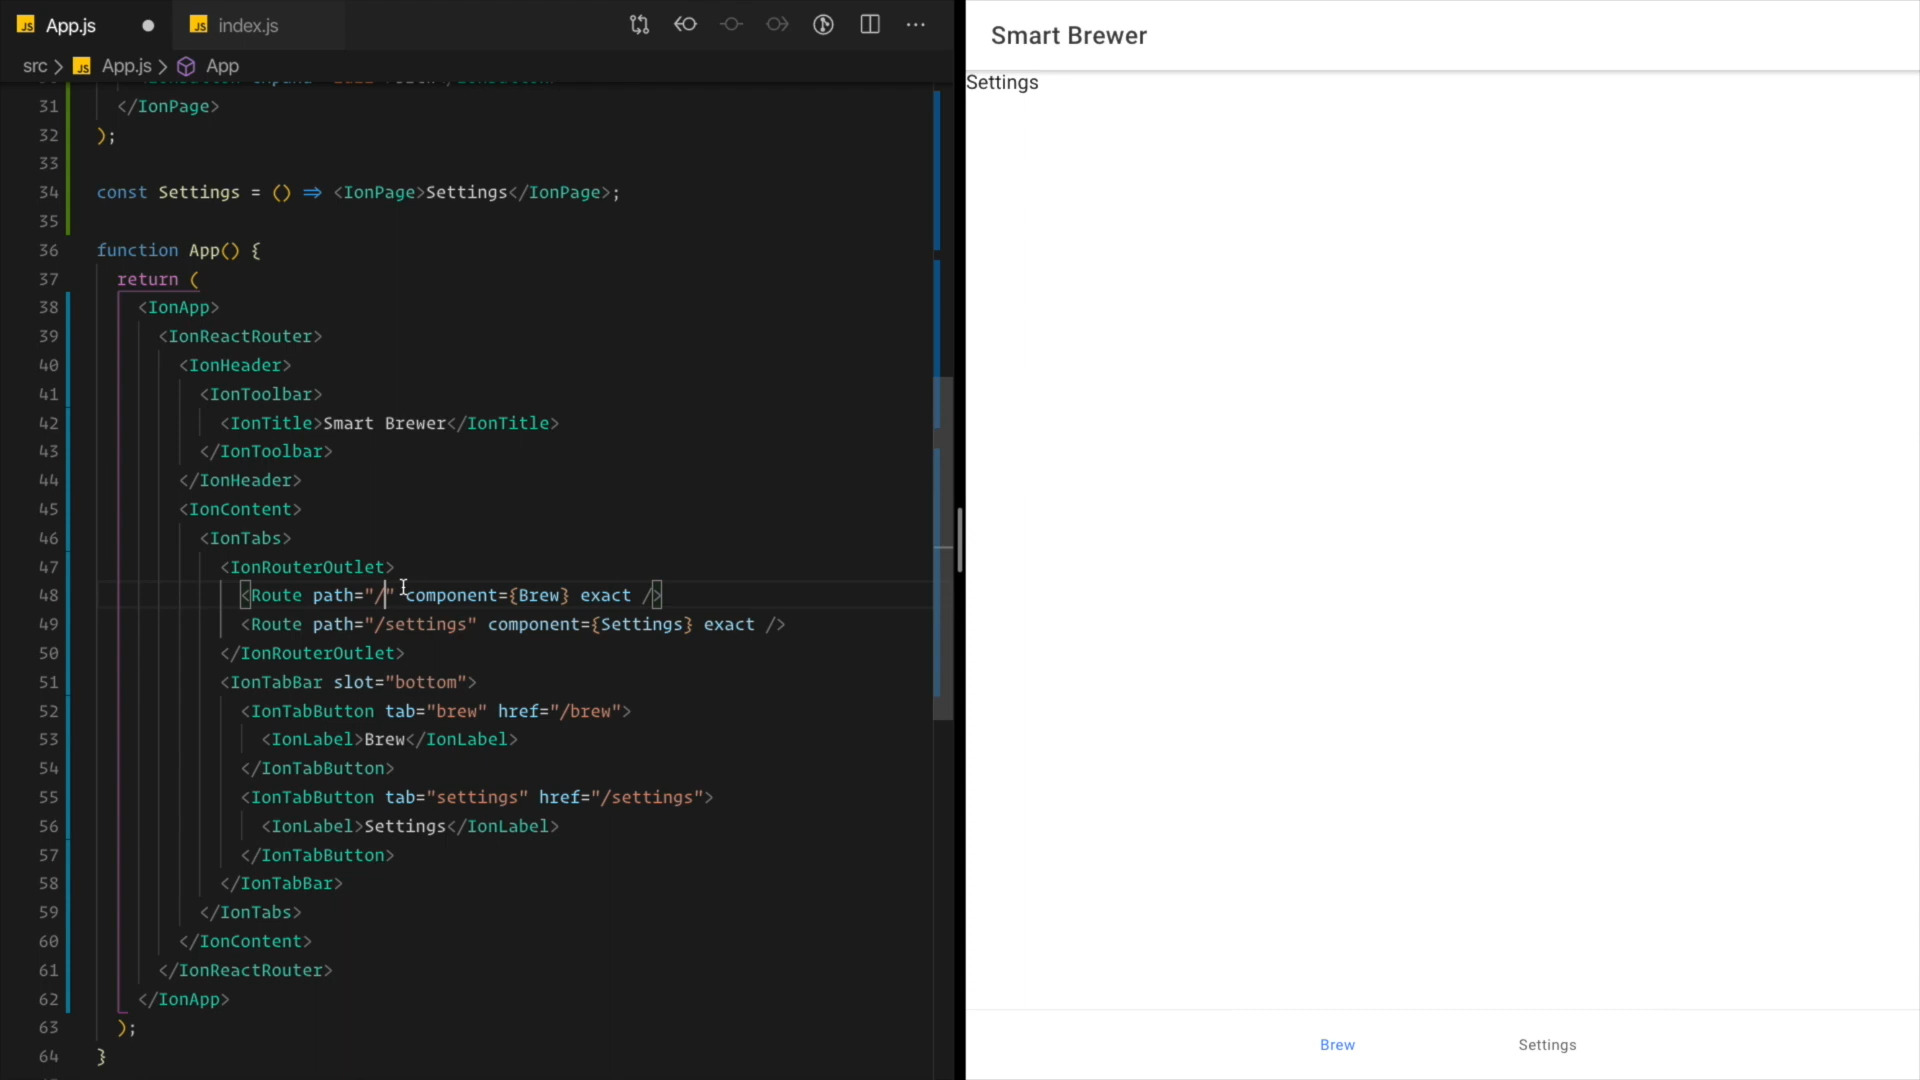 JS App.js
JS index.js
src > JS App.js > App
31 </IonPage>
32 );
33
34 const Settings = () => <IonPage>Settings</IonPage>;
35
36 function App() {
37 return (
38 <IonApp>
39 <IonReactRouter>
40 <IonHeader>
41 <IonToolbar>
42 <IonTitle>Smart Brewer</IonTitle>
43 </IonToolbar>
44 </IonHeader>
45 <IonContent>
46 <IonTabs>
47 <IonRouterOutlet>
48 <Route path="/" component={Brew} exact />
49 <Route path="/settings" component={Settings} exact />
50 </IonRouterOutlet>
51 <IonTabBar slot="bottom">
52 <IonTabButton tab="brew" href="/brew">
53 <IonLabel>Brew</IonLabel>
54 </IonTabButton>
55 <IonTabButton tab="settings" href="/settings">
56 <IonLabel>Settings</IonLabel>
57 </IonTabButton>
58 </IonTabBar>
59 </IonTabs>
60 </IonContent>
61 </IonReactRouter>
62 </IonApp>
63 );
64 }
Smart Brewer
Settings
Brew
Settings